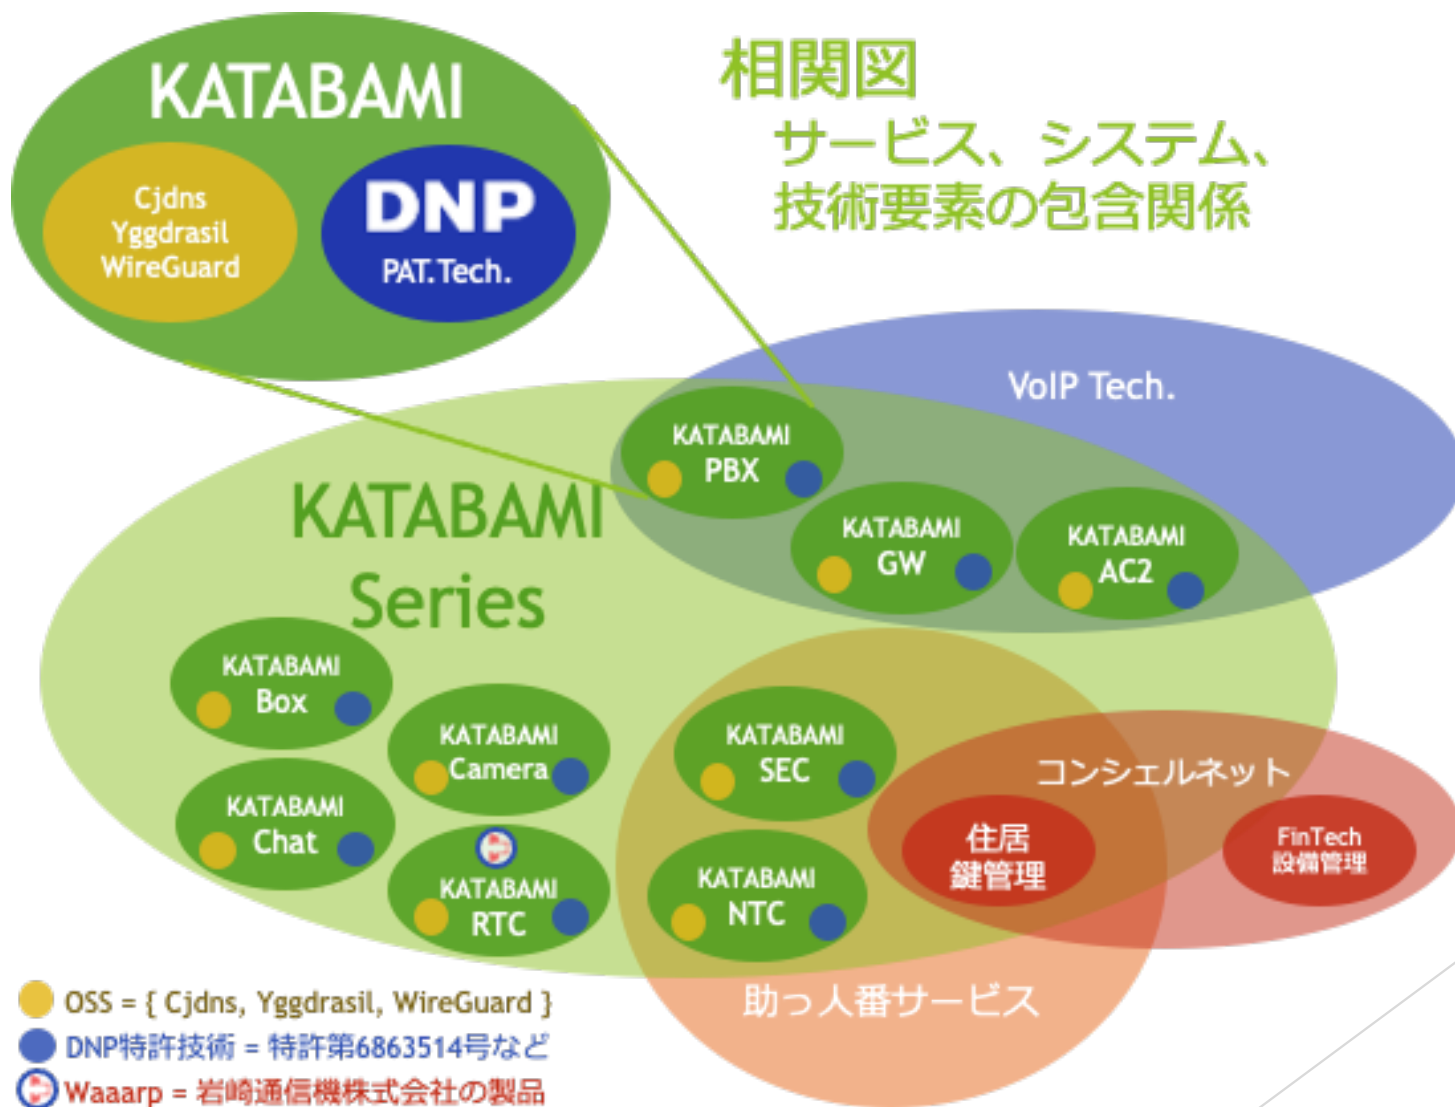 KATABAMI
Cjdns
Yggdrasil
WireGuard
DNP
PAT.Tech.
相関図
サービス、システム、
技術要素の包含関係
VoIP Tech.
KATABAMI
PBX
KATABAMI
GW
KATABAMI
AC2
KATABAMI
Series
KATABAMI
Box
KATABAMI
Camera
KATABAMI
SEC
コンシェルネット
KATABAMI
Chat
KATABAMI
RTC
KATABAMI
NTC
住居
鍵管理
FinTech
設備管理
助っ人番サービス
OSS = { Cjdns, Yggdrasil, WireGuard }
DNP特許技術 = 特許第6863514号など
Waaarp = 岩崎通信機株式会社の製品